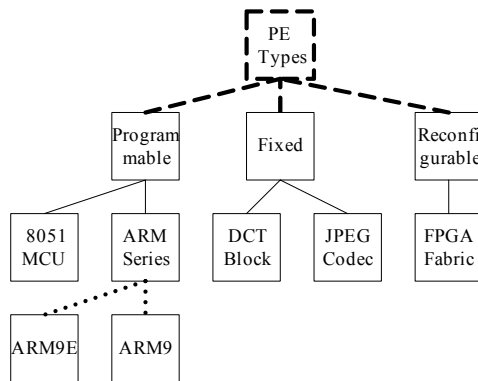 PE
Types
Program
mable
Fixed
Reconfi
gurable
8051
MCU
ARM
Series
DCT
Block
JPEG
Codec
FPGA
Fabric
ARM9E
ARM9